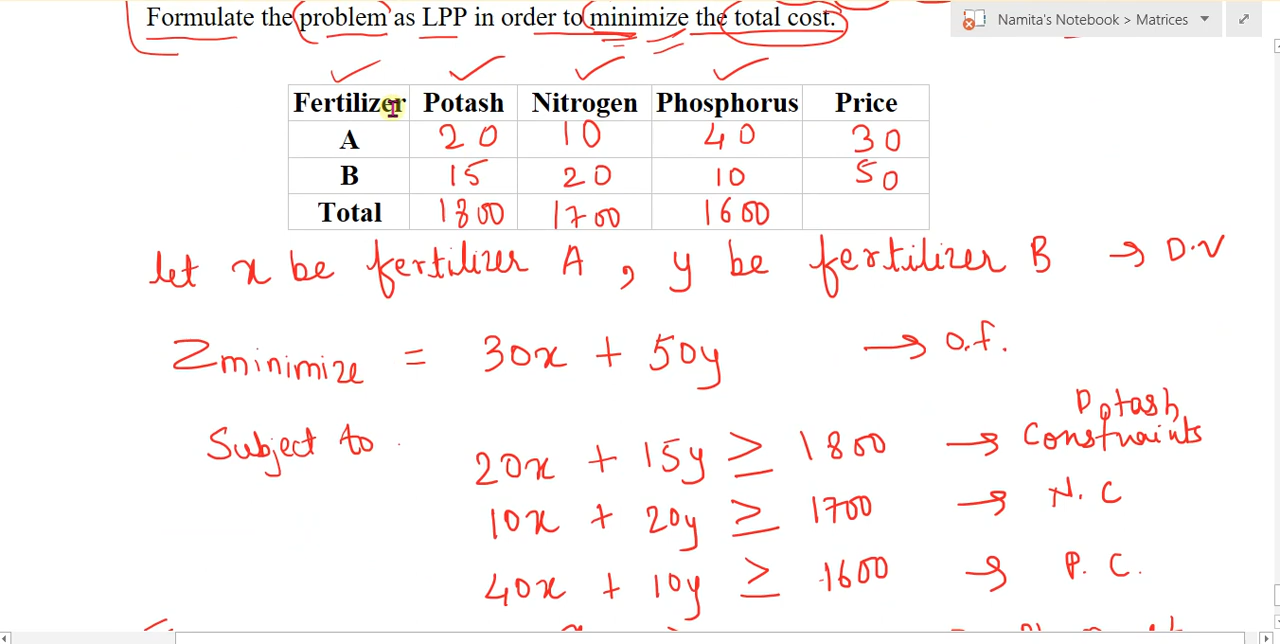 Formulate the problem as LPP in order to minimize the total cost.
Namita's Notebook > Matrices
Fertilizer Potash Nitrogen Phosphorus Price
A 20 10 40 30
B 15 20 10 50
Total 1800 1700 1600
let x be fertilizer A , y be fertilizer B → D.V
Zminimize = 30x + 50y → O.f.
Subject to
20x + 15y ≥ 1800 → Potash Constraints
10x + 20y ≥ 1700 → N.C
40x + 10y ≥ 1600 → P.C.